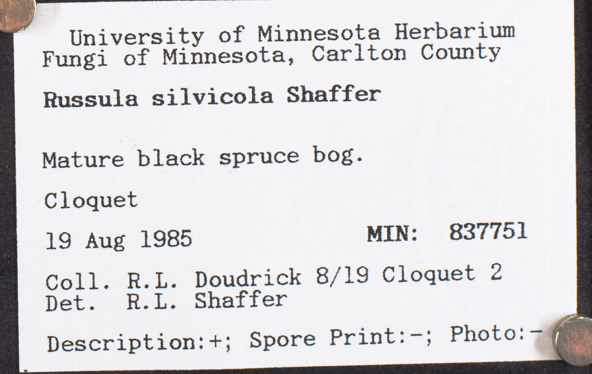 University of Minnesota Herbarium
Fungi of Minnesota, Carlton County
Russula silvicola Shaffer
Mature black spruce bog.
Cloquet
19 Aug 1985 MIN: 837751
Coll. R.L. Doudrick 8/19 Cloquet 2
Det. R.L. Shaffer
Description:+; Spore Print:-; Photo:-